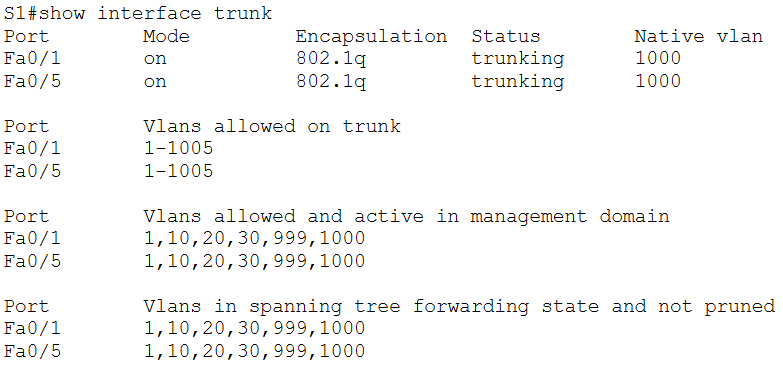 S1#show interface trunk
Port        Mode         Encapsulation  Status        Native vlan
Fa0/1       on           802.1q         trunking      1000
Fa0/5       on           802.1q         trunking      1000

Port        Vlans allowed on trunk
Fa0/1       1-1005
Fa0/5       1-1005

Port        Vlans allowed and active in management domain
Fa0/1       1,10,20,30,999,1000
Fa0/5       1,10,20,30,999,1000

Port        Vlans in spanning tree forwarding state and not pruned
Fa0/1       1,10,20,30,999,1000
Fa0/5       1,10,20,30,999,1000